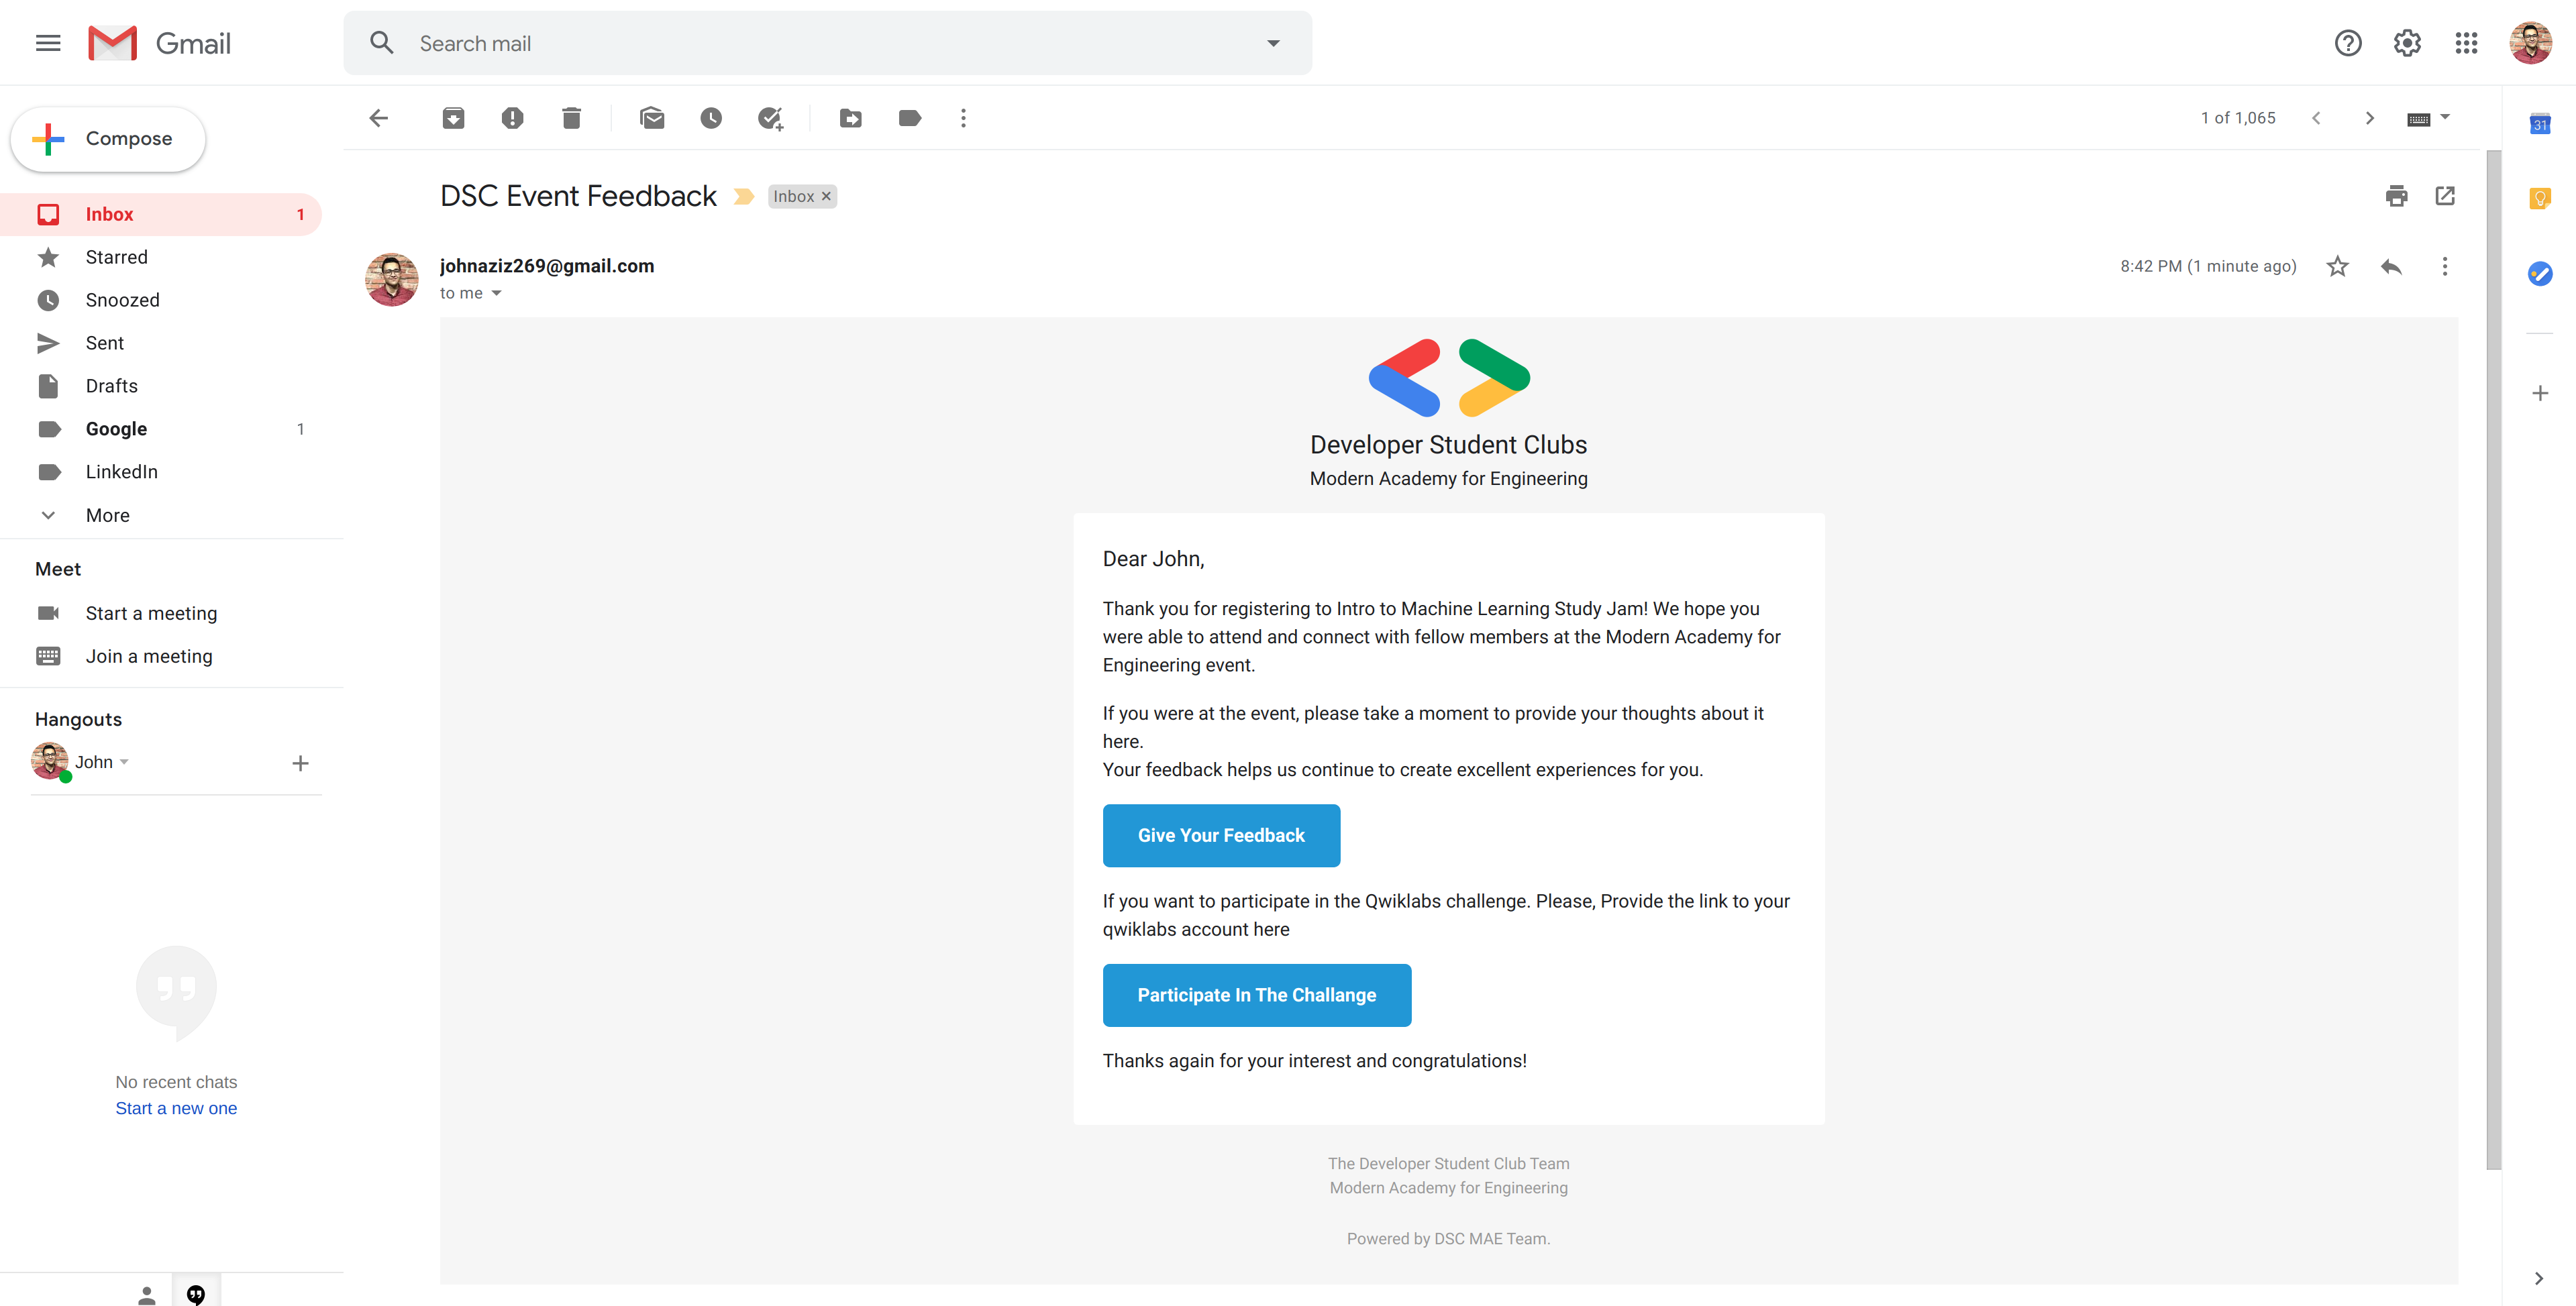 Gmail
Search mail
Compose
1 of 1,065
31
Inbox 1
Starred
Snoozed
Sent
Drafts
Google 1
LinkedIn
More
Meet
Start a meeting
Join a meeting
Hangouts
John
No recent chats
Start a new one
DSC Event Feedback Inbox
johnaziz269@gmail.com
8:42 PM (1 minute ago)
to me
Developer Student Clubs
Modern Academy for Engineering
Dear John,
Thank you for registering to Intro to Machine Learning Study Jam! We hope you
were able to attend and connect with fellow members at the Modern Academy for
Engineering event.
If you were at the event, please take a moment to provide your thoughts about it
here.
Your feedback helps us continue to create excellent experiences for you.
Give Your Feedback
If you want to participate in the Qwiklabs challenge. Please, Provide the link to your
qwiklabs account here
Participate In The Challange
Thanks again for your interest and congratulations!
The Developer Student Club Team
Modern Academy for Engineering
Powered by DSC MAE Team.